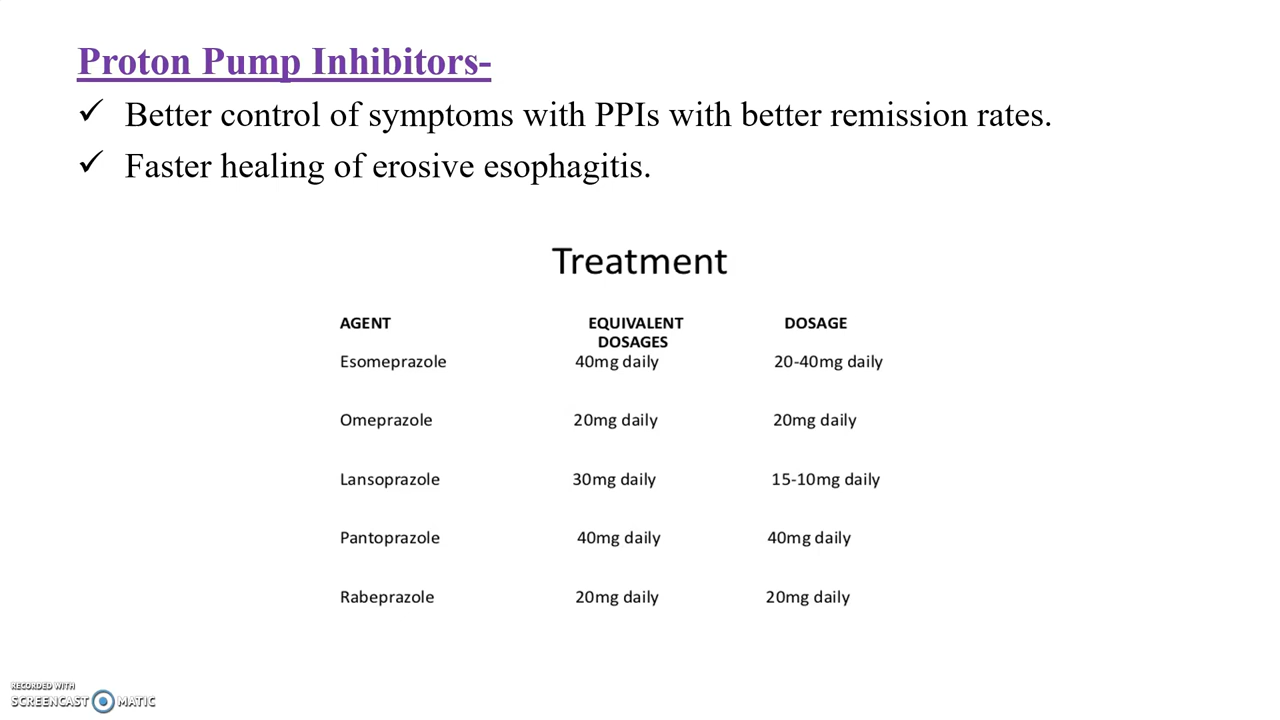 Proton Pump Inhibitors-
✓ Better control of symptoms with PPIs with better remission rates.
✓ Faster healing of erosive esophagitis.
Treatment
AGENT EQUIVALENT DOSAGE
DOSAGES
Esomeprazole 40mg daily 20-40mg daily
Omeprazole 20mg daily 20mg daily
Lansoprazole 30mg daily 15-10mg daily
Pantoprazole 40mg daily 40mg daily
Rabeprazole 20mg daily 20mg daily
RECORDED WITH
SCREENCAST MATIC